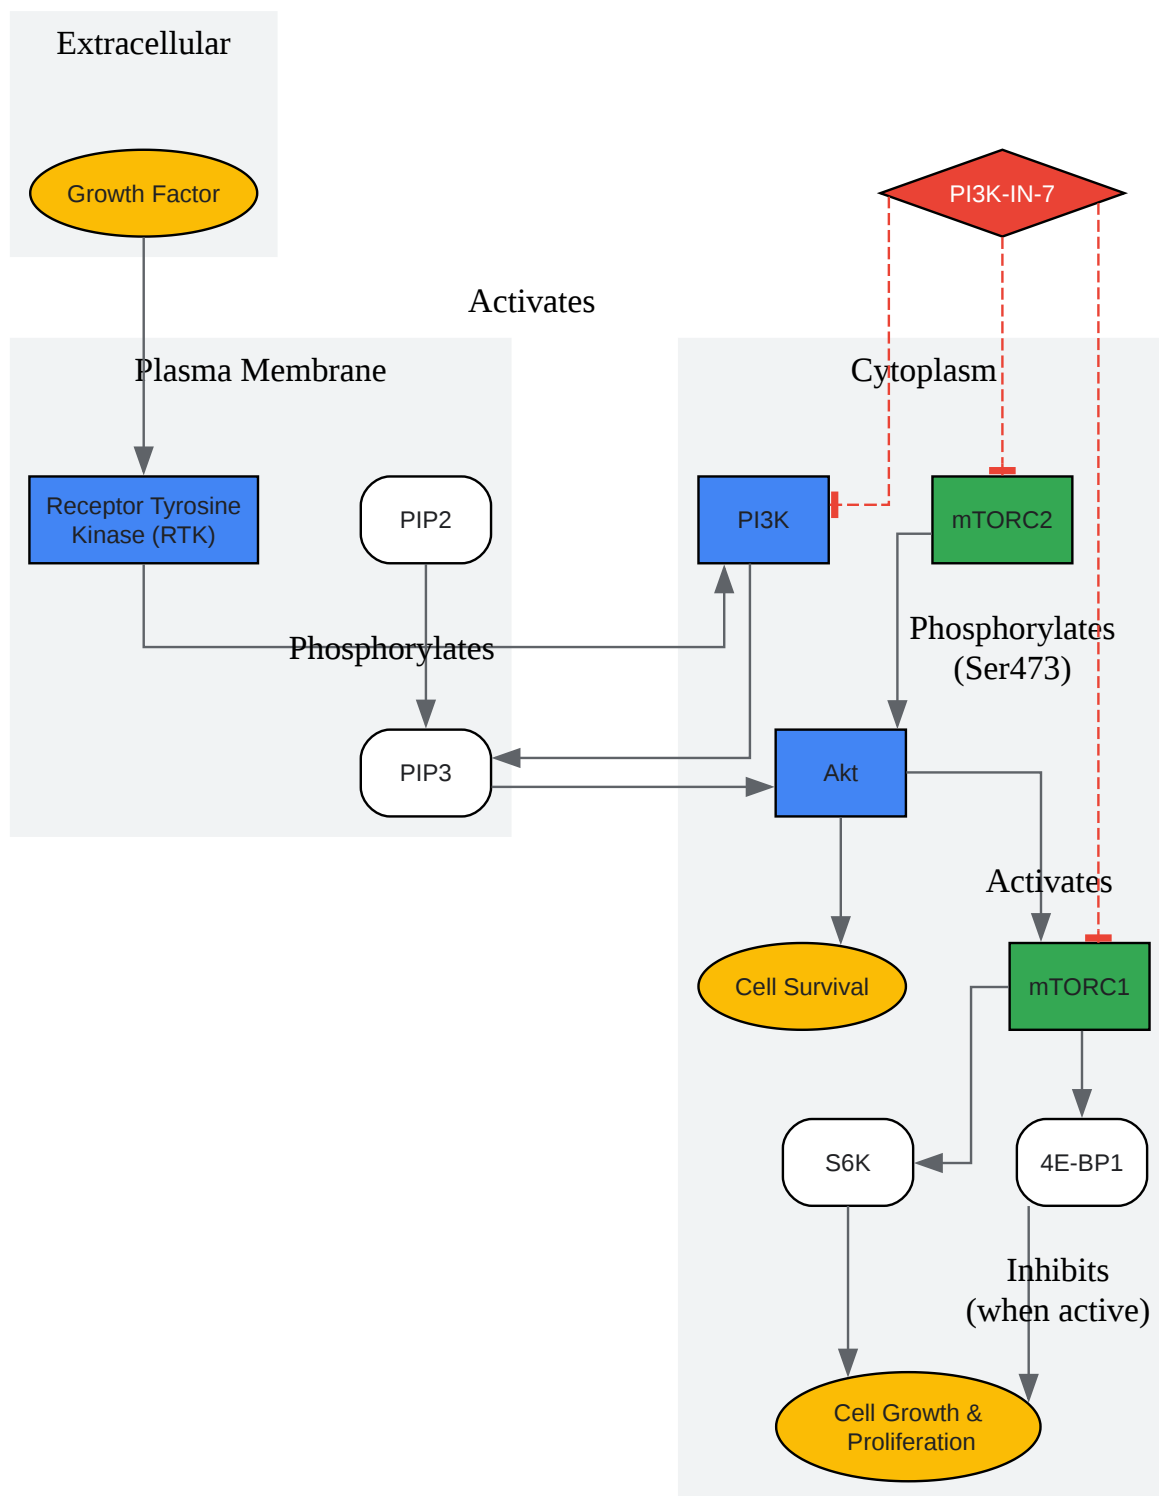 Extracellular
Growth Factor
PI3K-IN-7
Activates
Plasma Membrane
Cytoplasm
Receptor Tyrosine
Kinase (RTK)
PIP2
PI3K
mTORC2
Phosphorylates
Phosphorylates
(Ser473)
PIP3
Akt
Activates
Cell Survival
mTORC1
S6K
4E-BP1
Inhibits
(when active)
Cell Growth &
Proliferation